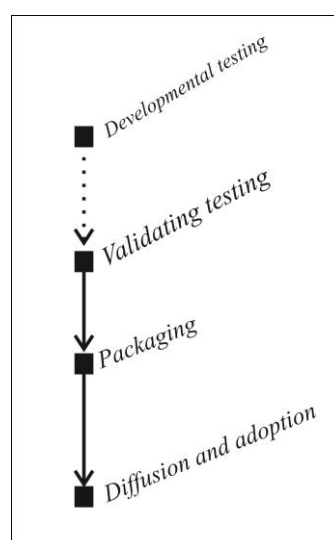 Developmental testing
Validating testing
Packaging
Diffusion and adoption